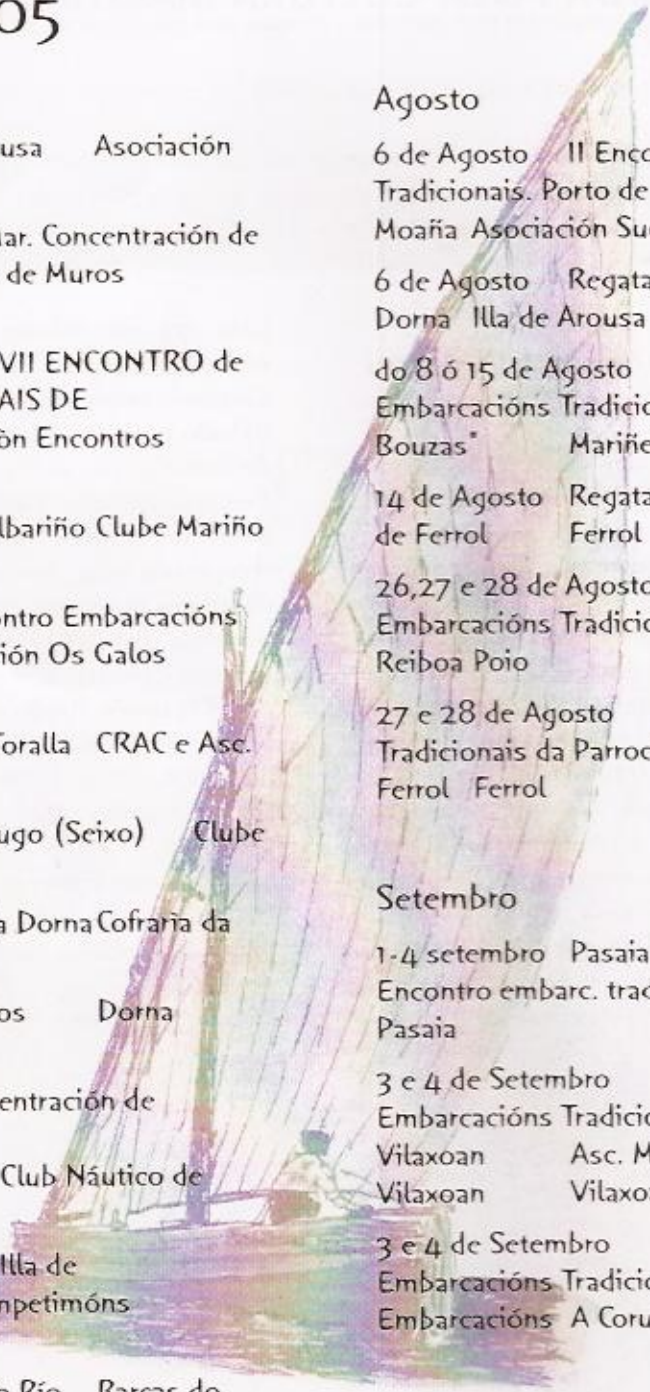 05
usa Asociación
ar. Concentración de
de Muros
VII ENCONTRO de
AIS DE
òn Encontros
lbariño Clube Mariño
ontro Embarcacións
ión Os Galos
Toralla CRAC e Asc.
ugo (Seixo) Clube
a Dorna Cofraria da
os Dorna
entración de
Club Náutico de
Illa de
npetimóns
Agosto
6 de Agosto II Enco
Tradicionais. Porto de
Moaña Asociación Su
6 de Agosto Regata
Dorna Illa de Arousa
do 8 ó 15 de Agosto
Embarcacións Tradicio
Bouzas" Mariñe
14 de Agosto Regata
de Ferrol Ferrol
26,27 e 28 de Agosto
Embarcacións Tradicio
Reiboa Poio
27 e 28 de Agosto
Tradicionais da Parroc
Ferrol Ferrol
Setembro
1-4 setembro Pasaia
Encontro embarc. trad
Pasaia
3 e 4 de Setembro
Embarcacións Tradicio
Vilaxoan Asc. M
Vilaxoan Vilaxo
3 e 4 de Setembro
Embarcacións Tradicio
Embarcacións A Coru